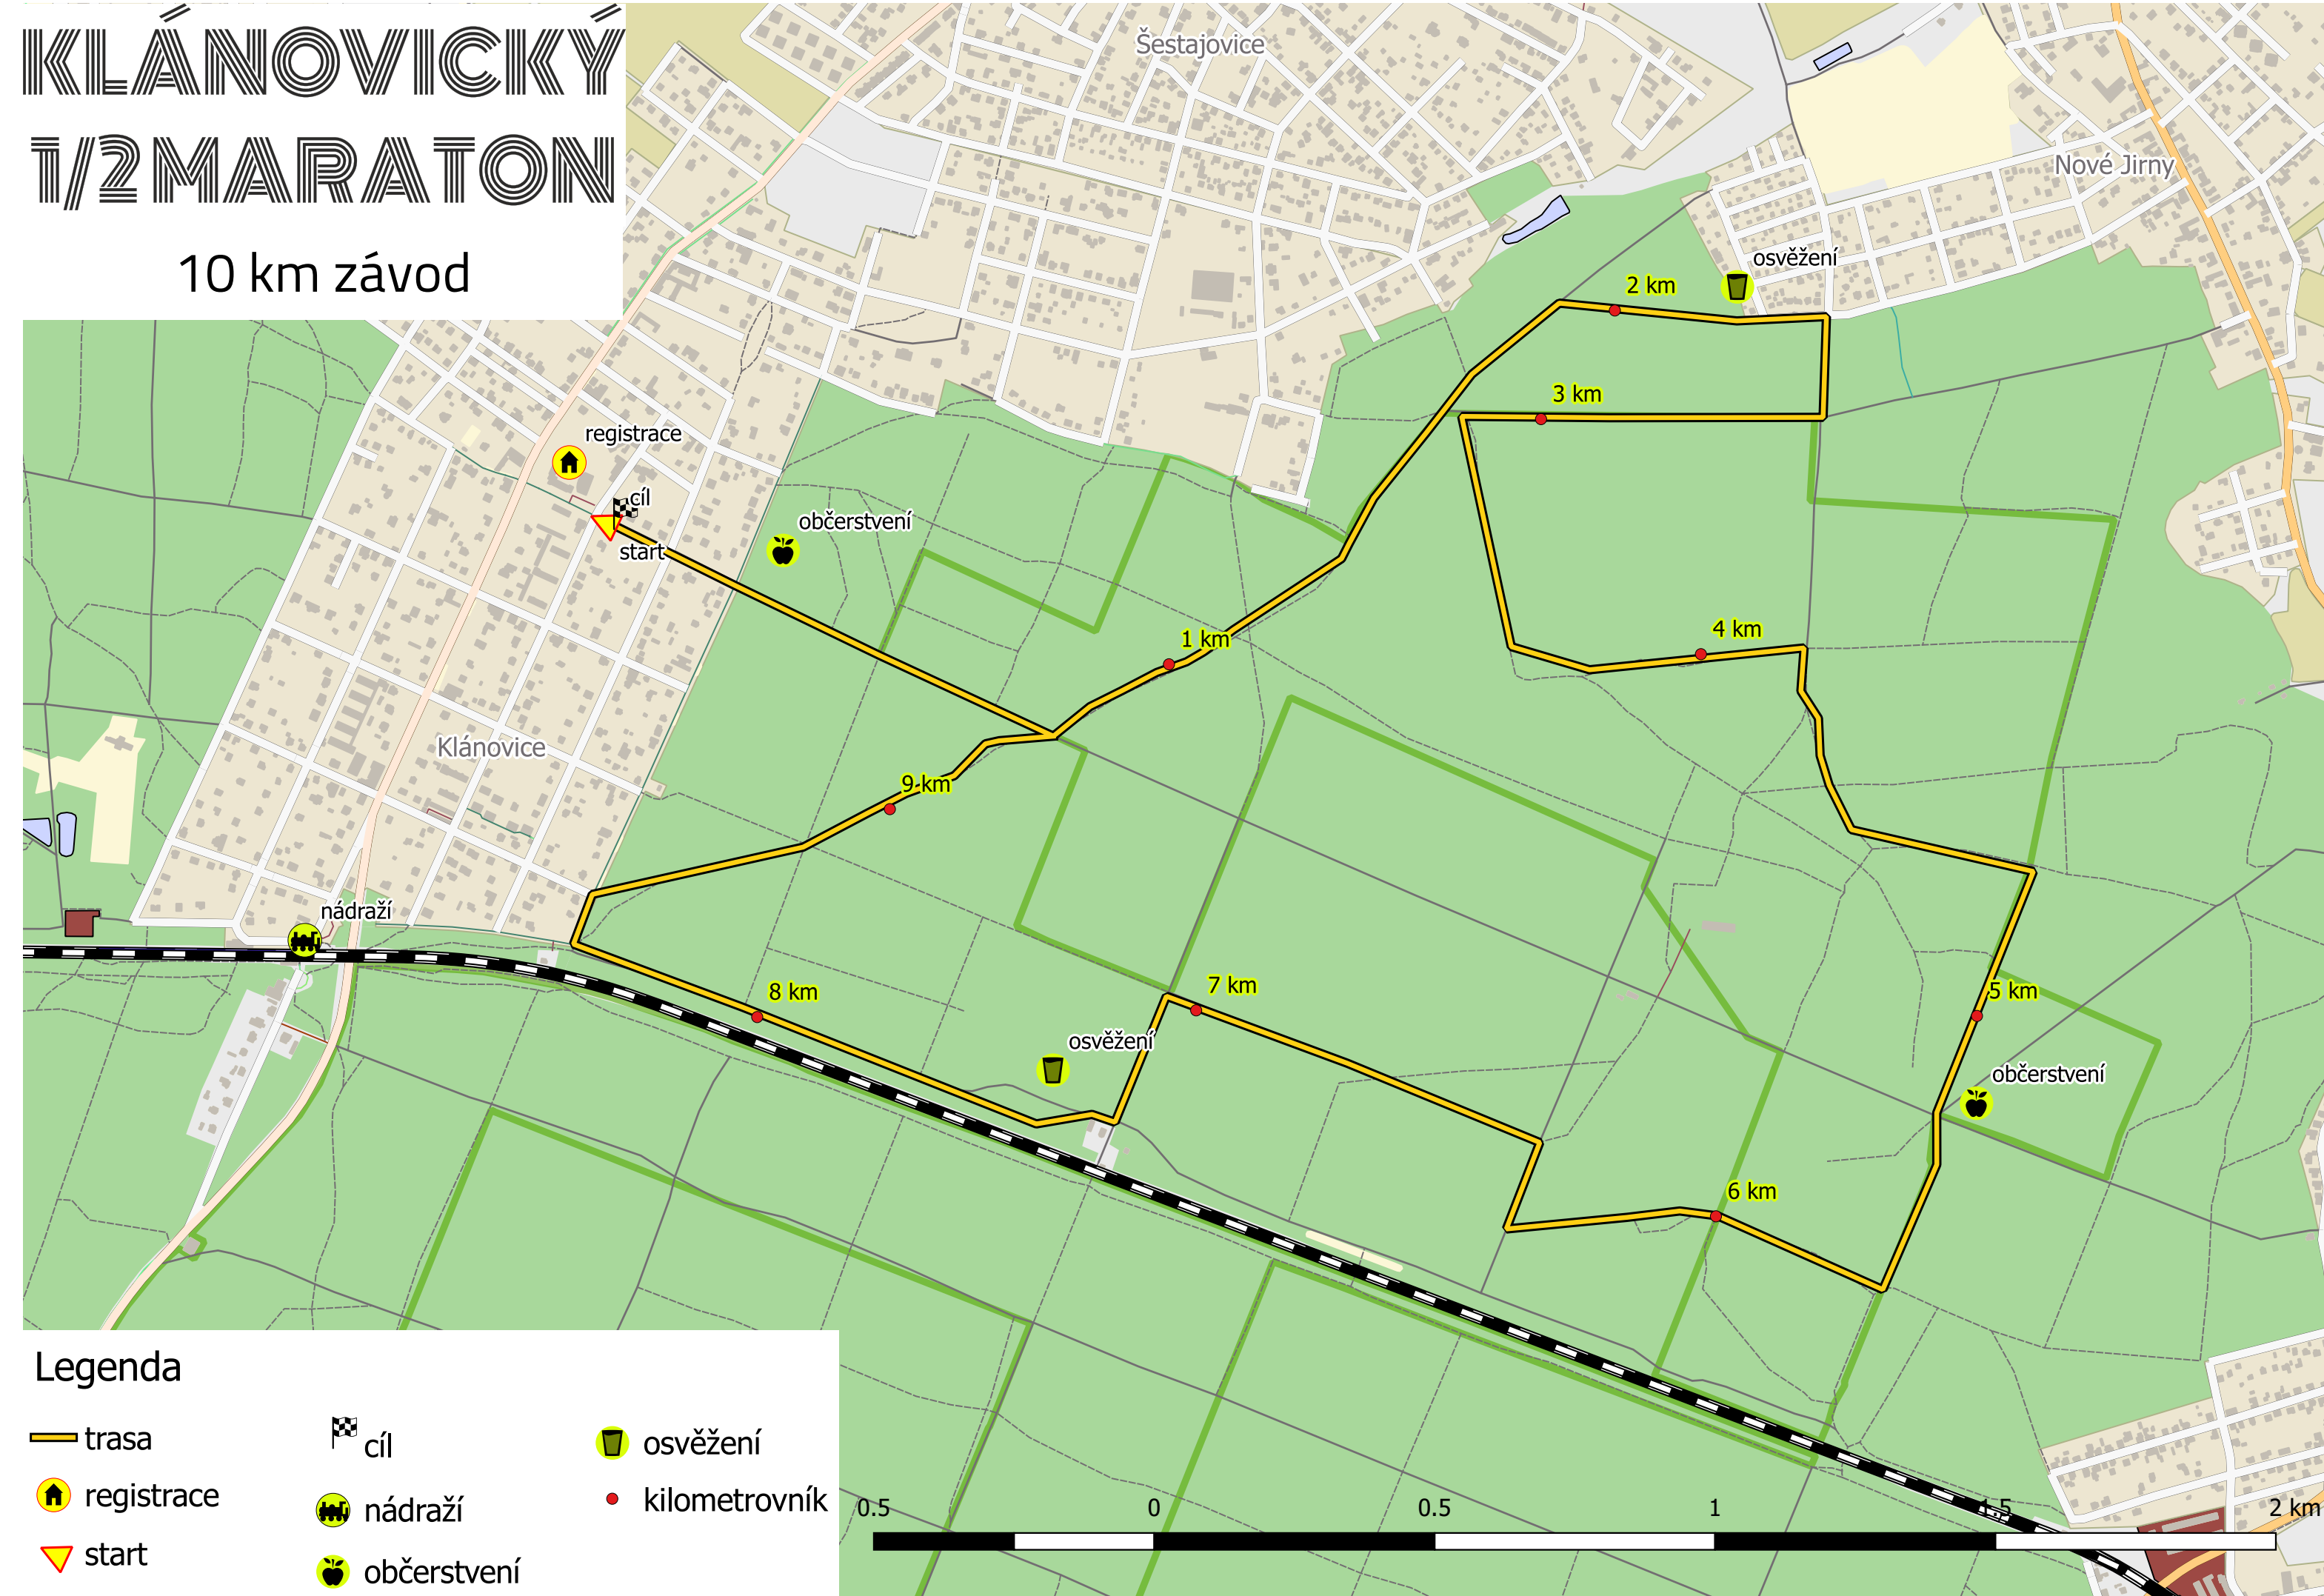 KLÁNOVICKÝ
1/2 MARATON
10 km závod
Šestajovice
Nové Jirny
osvěžení
2 km
3 km
registrace
cíl
start
občerstvení
1 km
4 km
Klánovice
9 km
nádraží
8 km
7 km
5 km
osvěžení
občerstvení
6 km
Legenda
trasa
registrace
start
cíl
nádraží
občerstvení
osvěžení
kilometrovník
0.5 0 0.5 1 1.5 2 km